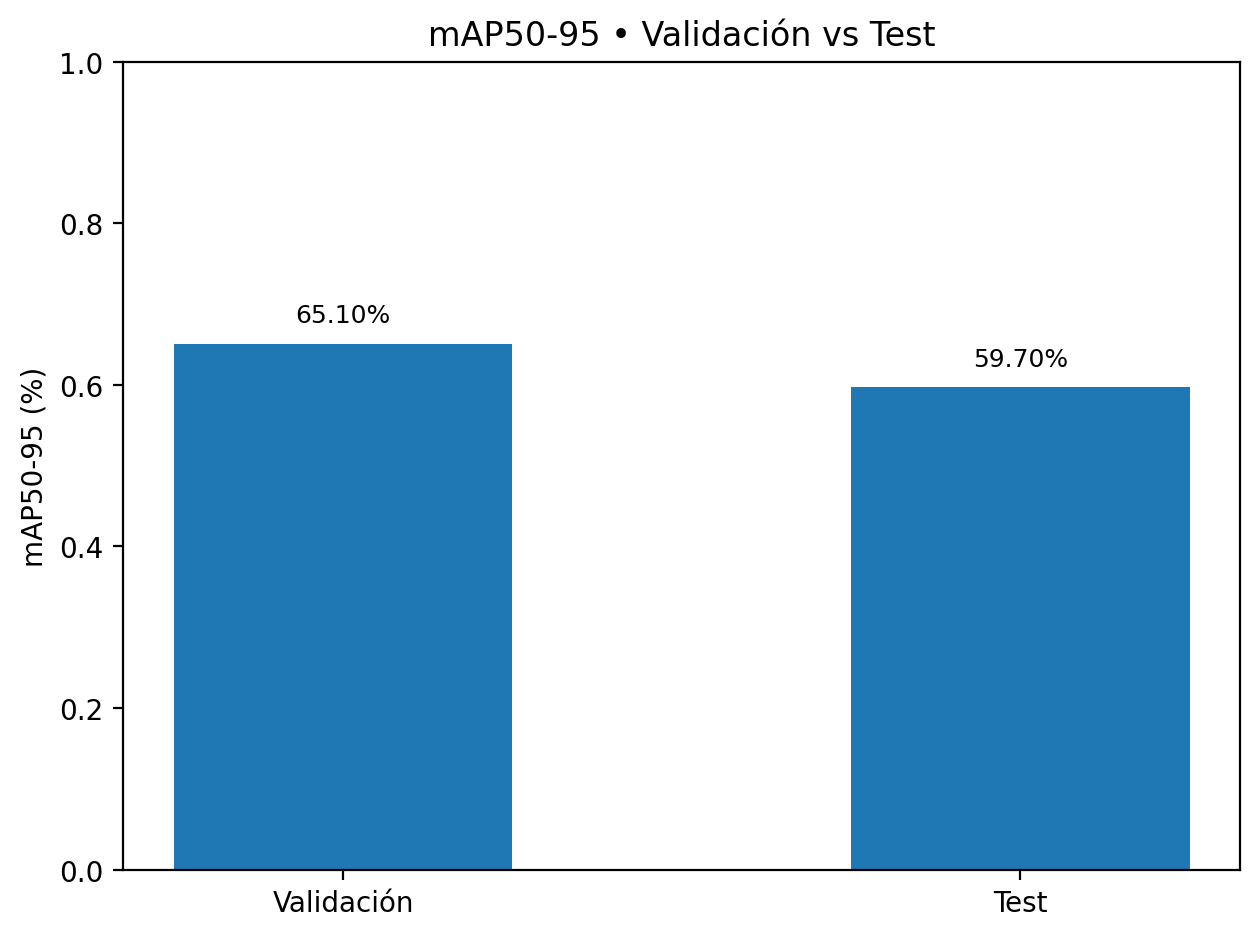 mAP50-95 • Validación vs Test
1.0
0.8
0.6
0.4
0.2
0.0
mAP50-95 (%)
65.10%
59.70%
Validación
Test